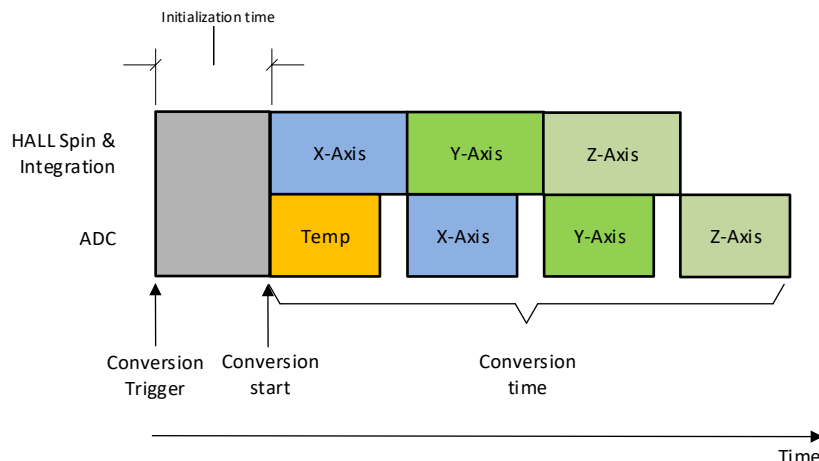 Initialization time
HALL Spin &
Integration
X-Axis
Y-Axis
Z-Axis
ADC
Temp
X-Axis
Y-Axis
Z-Axis
Conversion
Trigger
Conversion
start
Conversion
time
Time